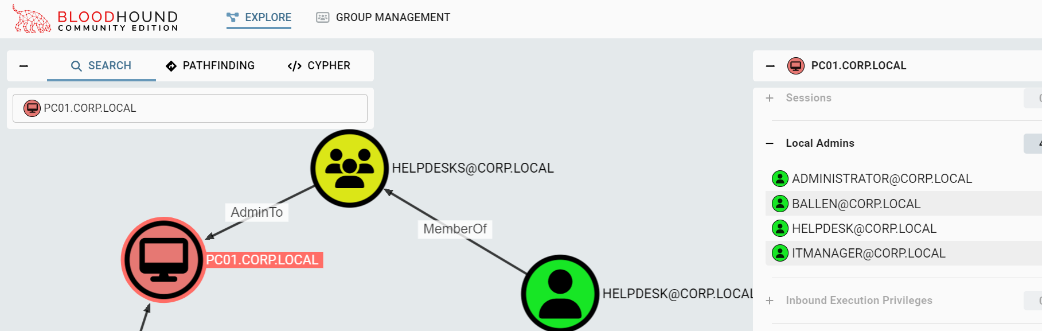 BLOODHOUND
COMMUNITY EDITION
EXPLORE
GROUP MANAGEMENT
SEARCH
PATHFINDING
CYPHER
PC01.CORP.LOCAL
HELPDESKS@CORP.LOCAL
AdminTo
MemberOf
PC01.CORP.LOCAL
HELPDESK@CORP.LOCAL
PC01.CORP.LOCAL
Sessions
Local Admins
ADMINISTRATOR@CORP.LOCAL
BALLEN@CORP.LOCAL
HELPDESK@CORP.LOCAL
ITMANAGER@CORP.LOCAL
Inbound Execution Privileges